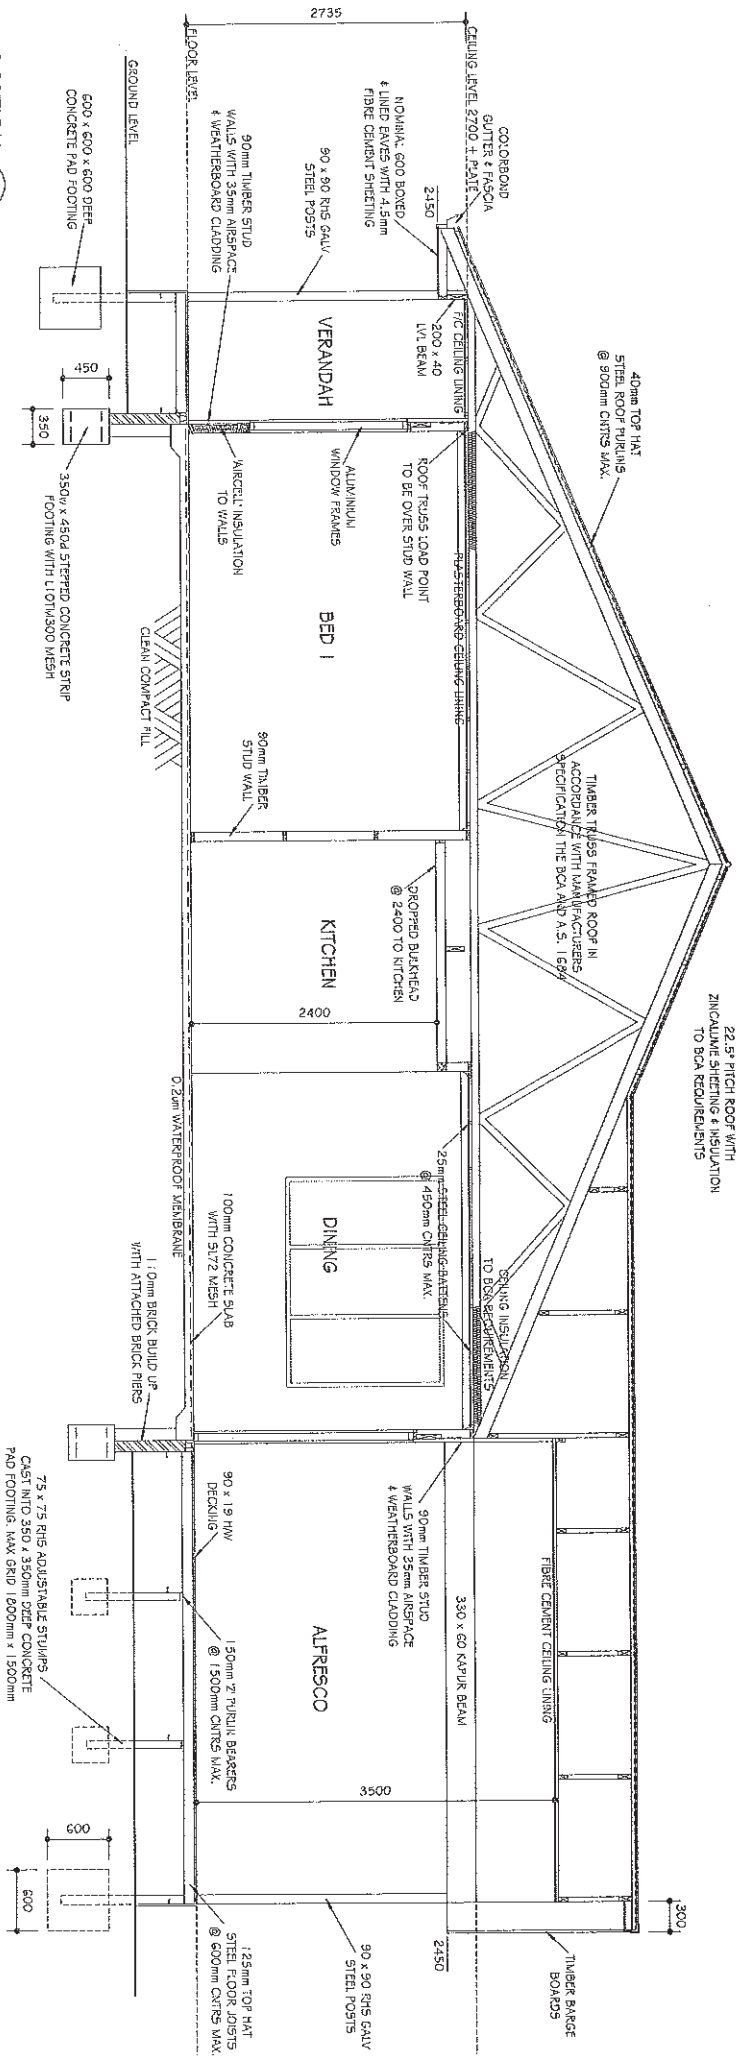 2735
CEILING LEVEL 2700 + PLATE
FLOOR LEVEL
GROUND LEVEL
COLORBOND
GUTTER & FASCIA
2450
NOMINAL 600 BOXED
& LINED EAVES WITH 4.5mm
FIBRE CEMENT SHEETING
90 x 90 RHS GALV
STEEL POSTS
90mm TIMBER STUD
WALLS WITH 35mm AIRSPACE
& WEATHERBOARD CLADDING
600 x 600 x 600 DEEP
CONCRETE PAD FOOTING
40mm TOP HAT
STEEL ROOF PURLINS
@ 900mm CNTRS MAX.
F/C CEILING LINING
200 x 40
LVL BEAM
VERANDAH
450
350
350w x 450d STEPPED CONCRETE STRIP
FOOTING WITH L10TM300 MESH
ROOF TRUSS LOAD POINT
TO BE OVER STUD WALL
ALUMINIUM
WINDOW FRAMES
'AIRCELL' INSULATION
TO WALLS
PLASTERBOARD CEILING LINING
BED 1
CLEAN COMPACT FILL
90mm TIMBER
STUD WALL
TIMBER TRUSS FRAMED ROOF IN
ACCORDANCE WITH MANUFACTURERS
SPECIFICATION THE BCA AND A.S. 1684
DROPPED BULKHEAD
@ 2400 TO KITCHEN
KITCHEN
2400
22.5° PITCH ROOF WITH
ZINCALUME SHEETING & INSULATION
TO BCA REQUIREMENTS
0.2um WATERPROOF MEMBRANE
25mm STEEL CEILING BATTENS
@ 450mm CNTRS MAX.
DINING
100mm CONCRETE SLAB
WITH SL72 MESH
CEILING INSULATION
TO BCA REQUIREMENTS
110mm BRICK BUILD UP
WITH ATTACHED BRICK PIERS
90mm TIMBER STUD
WALLS WITH 35mm AIRSPACE
& WEATHERBOARD CLADDING
90 x 19 H/W
DECKING
75 x 75 RHS ADJUSTABLE STUMPS
CAST INTO 350 x 350mm DEEP CONCRETE
PAD FOOTING. MAX GRID 1800mm x 1500mm
FIBRE CEMENT CEILING LINING
330 x 60 KAPUR BEAM
ALFRESCO
150mm 'Z' PURLIN BEARERS
@ 1500mm CNTRS MAX.
3500
600
600
300
TIMBER BARGE
BOARDS
2450
90 x 90 RHS GALV
STEEL POSTS
125mm TOP HAT
STEEL FLOOR JOISTS
@ 600mm CNTRS MAX.